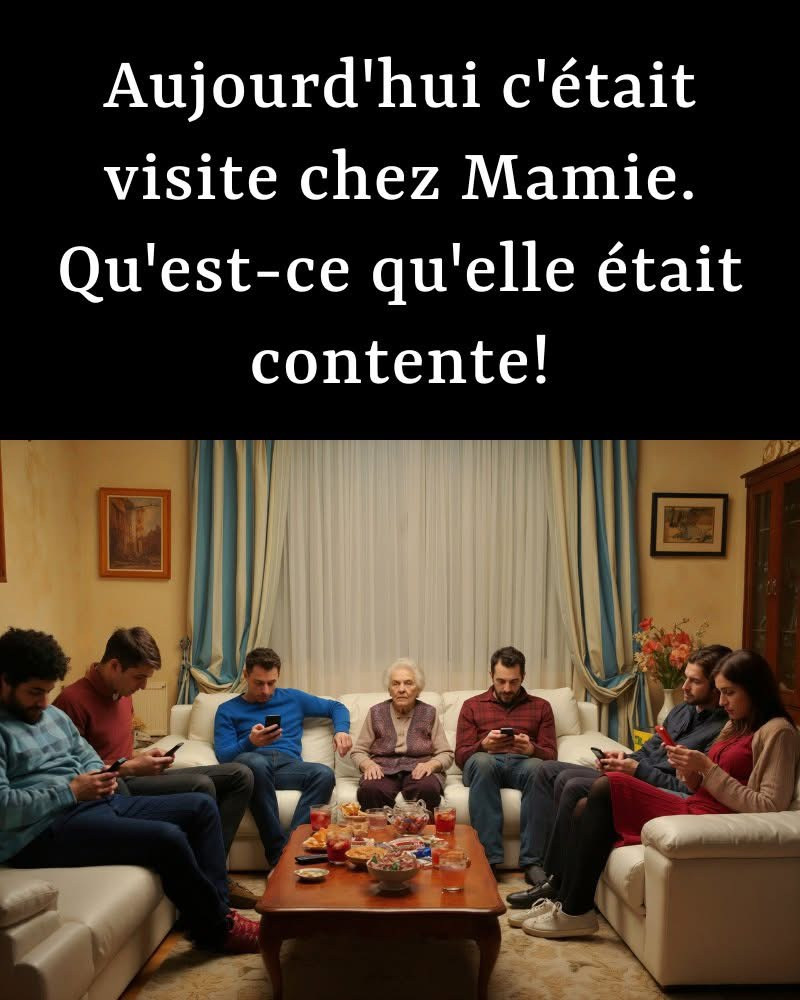 Aujourd'hui c'était
visite chez Mamie.
Qu'est-ce qu'elle était
contente!